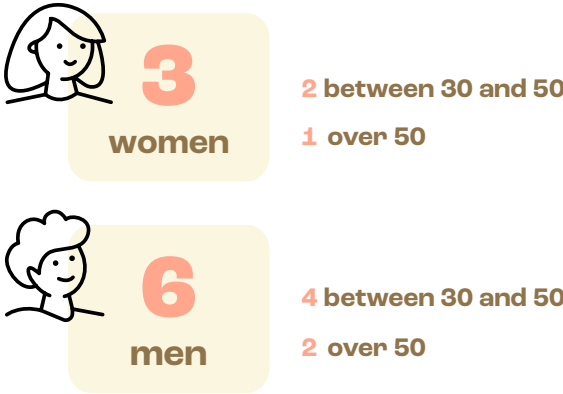 3
women
2 between 30 and 50
1 over 50
6
men
4 between 30 and 50
2 over 50